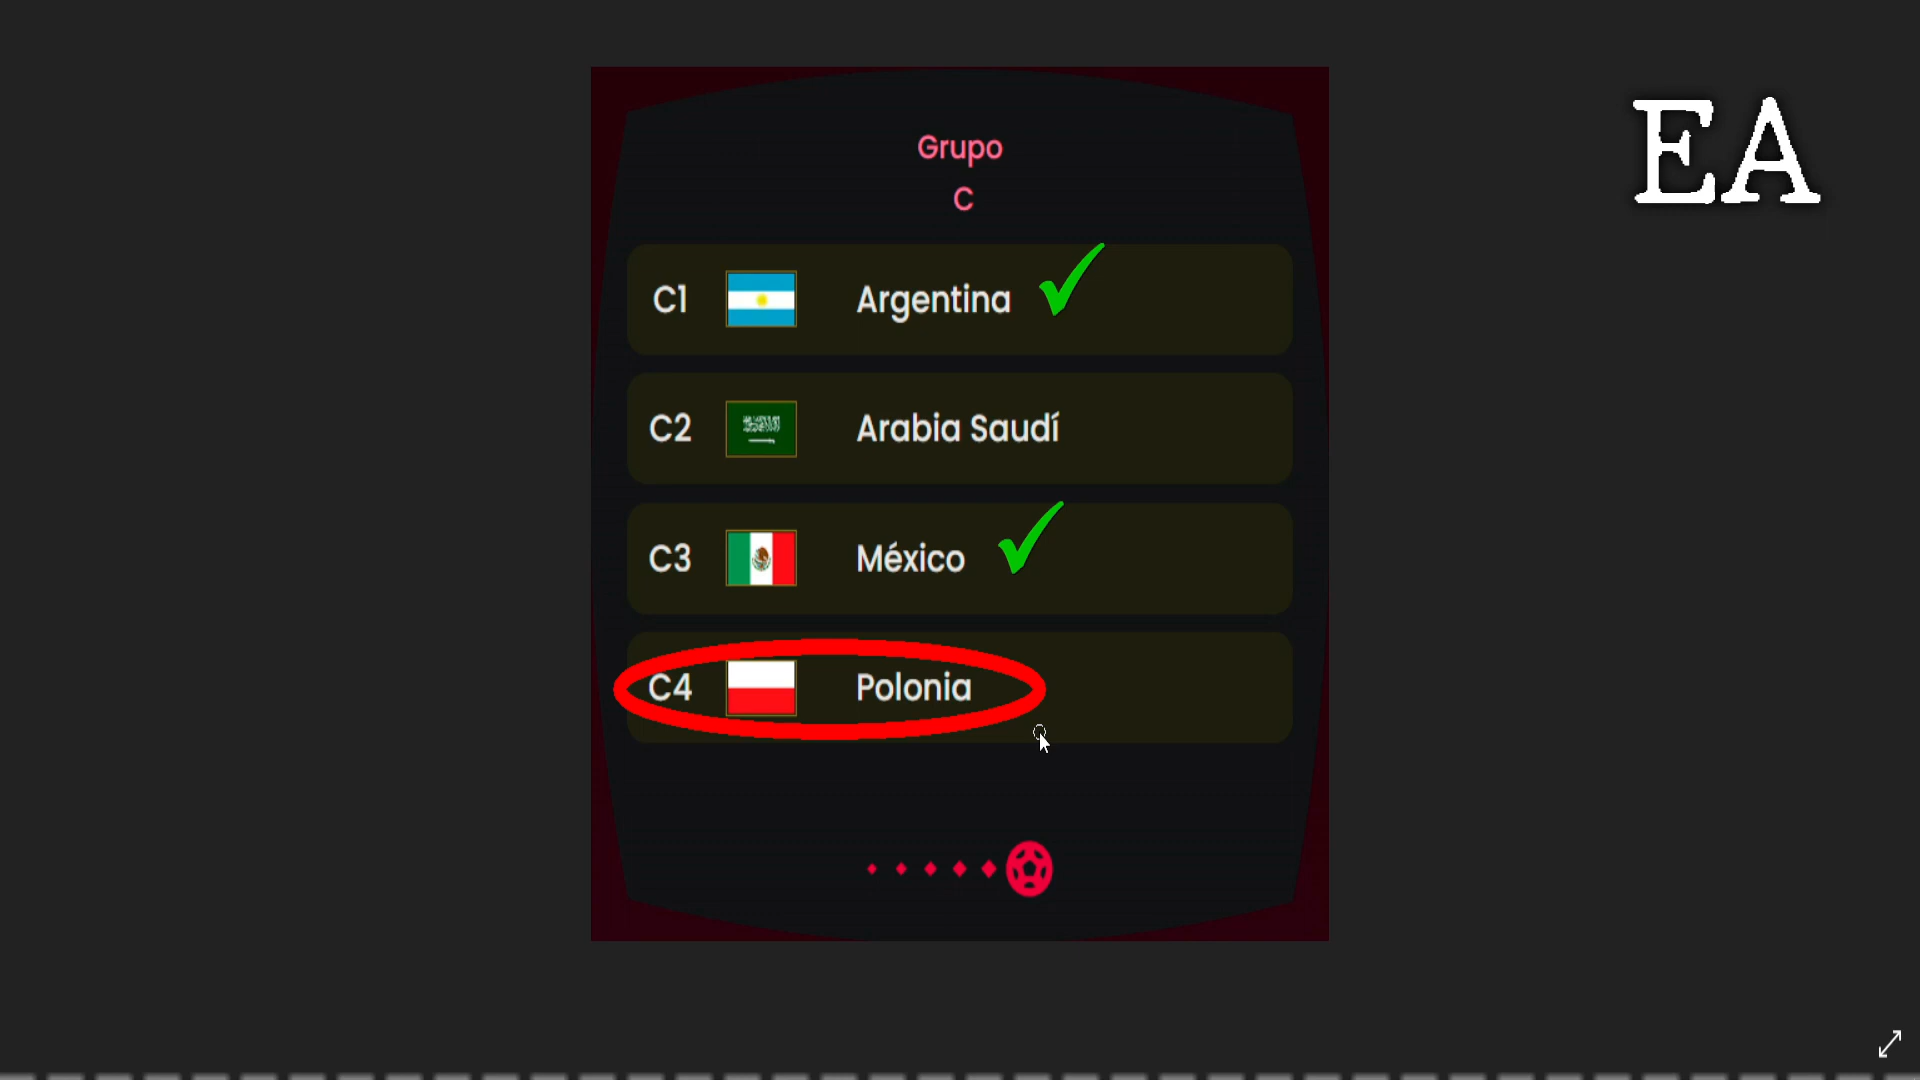 EA
Grupo
C
C1 Argentina
C2 Arabia Saudí
C3 México
C4 Polonia